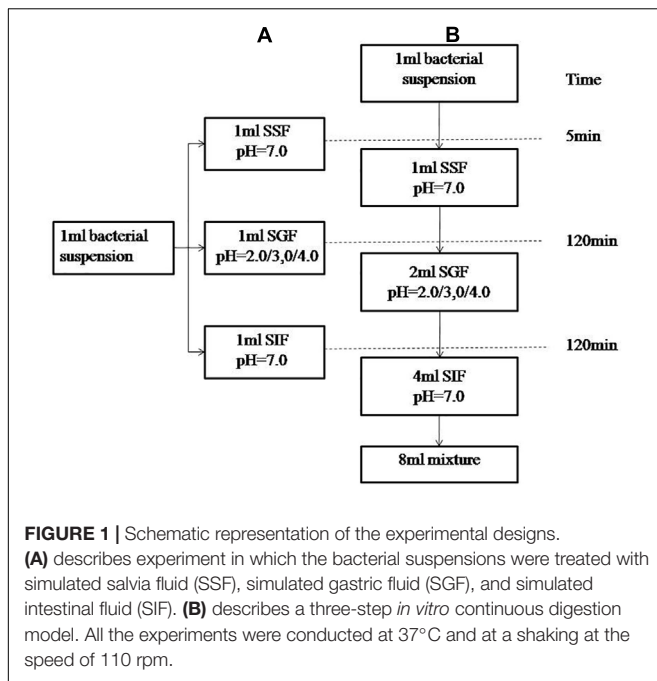 A
B
1ml bacterial
suspension
Time
1ml SSF
pH=7.0
5min
1ml SSF
pH=7.0
1ml bacterial
suspension
1ml SGF
pH=2.0/3,0/4.0
120min
2ml SGF
pH=2.0/3,0/4.0
1ml SIF
pH=7.0
120min
4ml SIF
pH=7.0
8ml mixture
FIGURE 1 | Schematic representation of the experimental designs.
(A) describes experiment in which the bacterial suspensions were treated with
simulated salvia fluid (SSF), simulated gastric fluid (SGF), and simulated
intestinal fluid (SIF). (B) describes a three-step in vitro continuous digestion
model. All the experiments were conducted at 37°C and at a shaking at the
speed of 110 rpm.